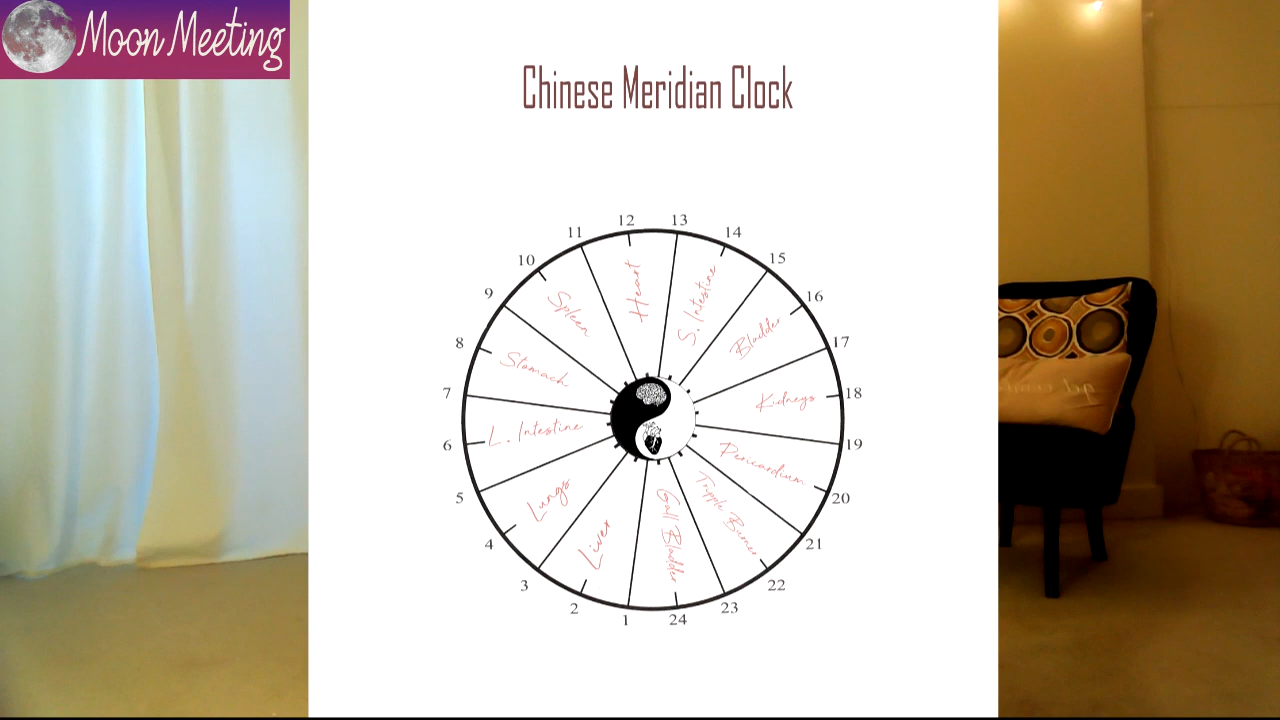 Moon Meeting
Chinese Meridian Clock
12
13
11
14
10
15
9
16
8
17
7
18
6
19
5
20
4
21
3
22
2
23
1
24
Heart
S. Intestine
Spleen
Bladder
Stomach
Kidneys
L. Intestine
Pericardium
Lungs
Tripple Burner
Liver
Gall Bladder